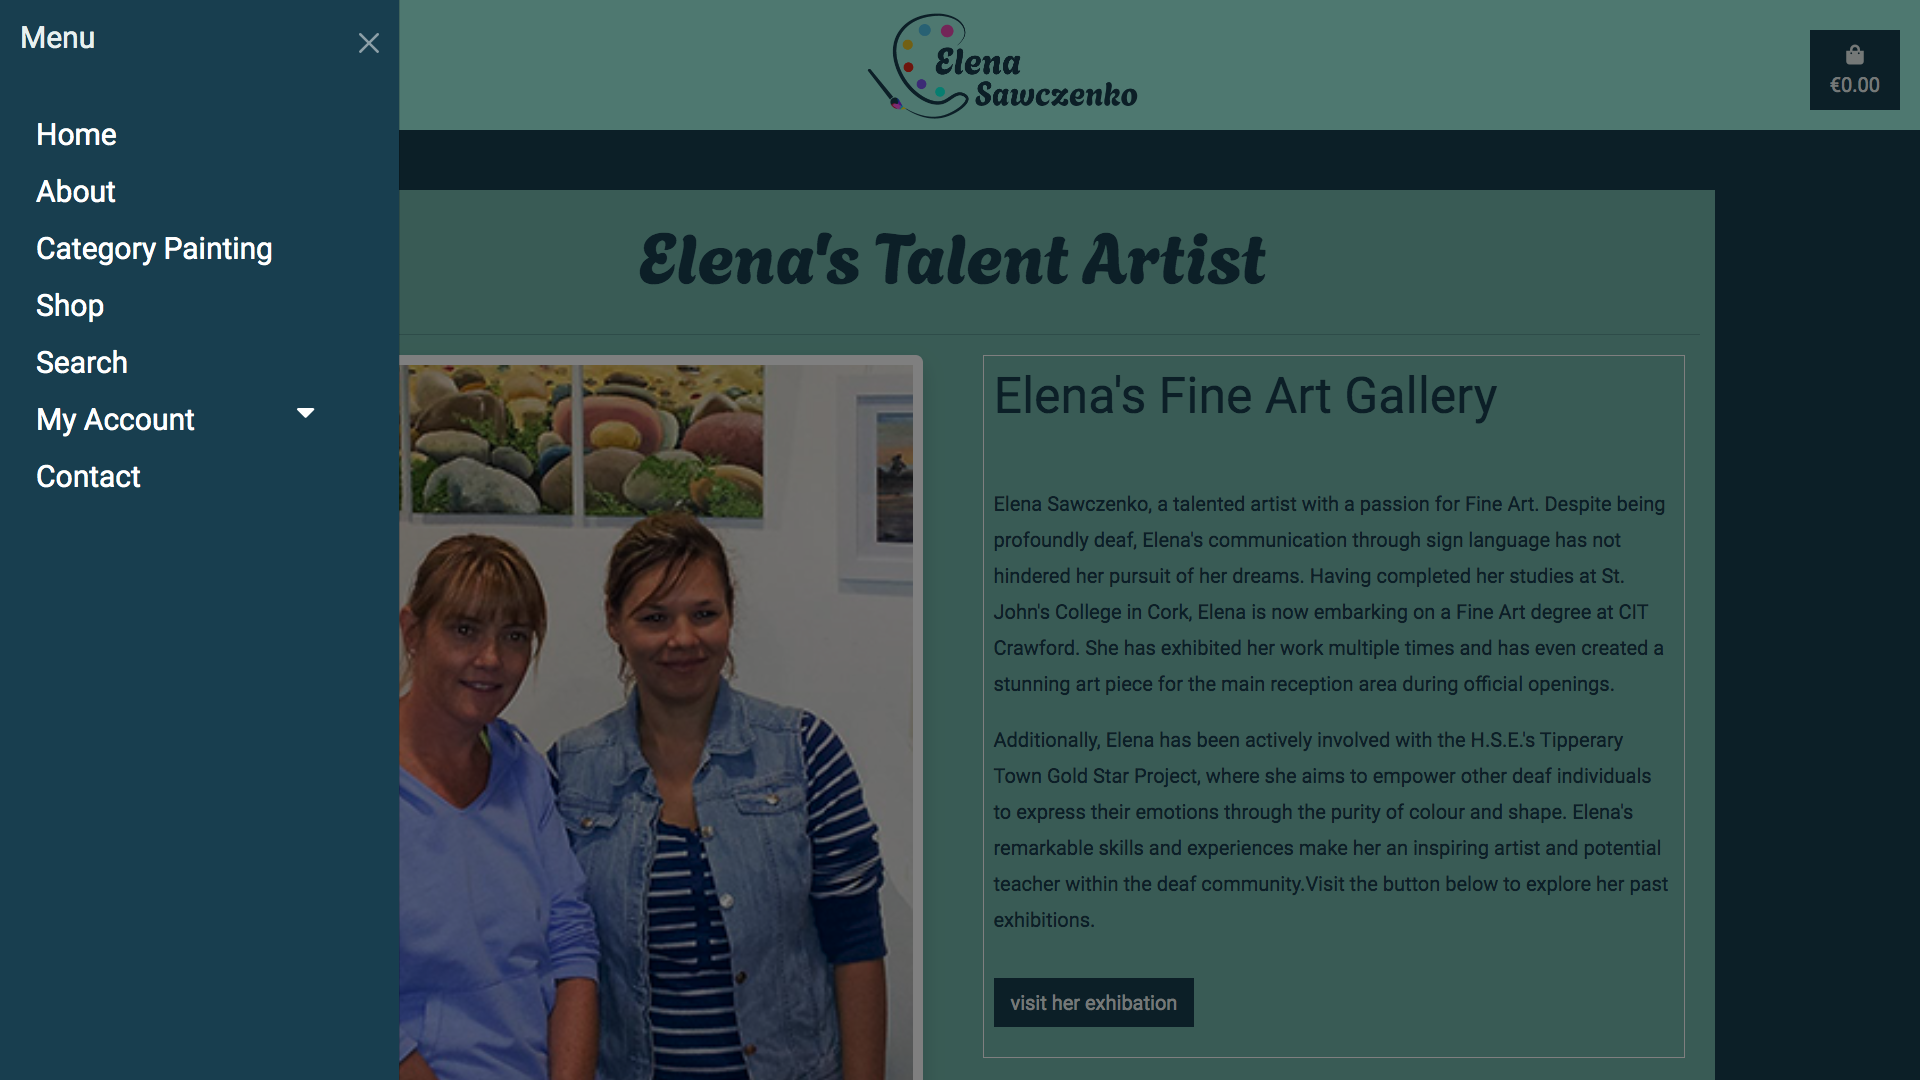 Menu
Home
About
Category Painting
Shop
Search
My Account
Contact
Elena
Sawczenko
€0.00
Elena's Talent Artist
Elena's Fine Art Gallery
Elena Sawczenko, a talented artist with a passion for Fine Art. Despite being
profoundly deaf, Elena's communication through sign language has not
hindered her pursuit of her dreams. Having completed her studies at St.
John's College in Cork, Elena is now embarking on a Fine Art degree at CIT
Crawford. She has exhibited her work multiple times and has even created a
stunning art piece for the main reception area during official openings.
Additionally, Elena has been actively involved with the H.S.E.'s Tipperary
Town Gold Star Project, where she aims to empower other deaf individuals
to express their emotions through the purity of colour and shape. Elena's
remarkable skills and experiences make her an inspiring artist and potential
teacher within the deaf community.Visit the button below to explore her past
exhibitions.
visit her exhibation